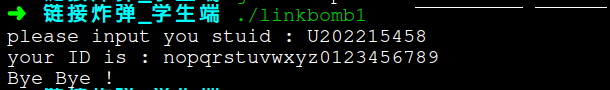 ➜ 链接炸弹_学生端 ./linkbomb1
please input you stuid : U202215458
your ID is : nopqrstuvwxyz0123456789
Bye Bye !